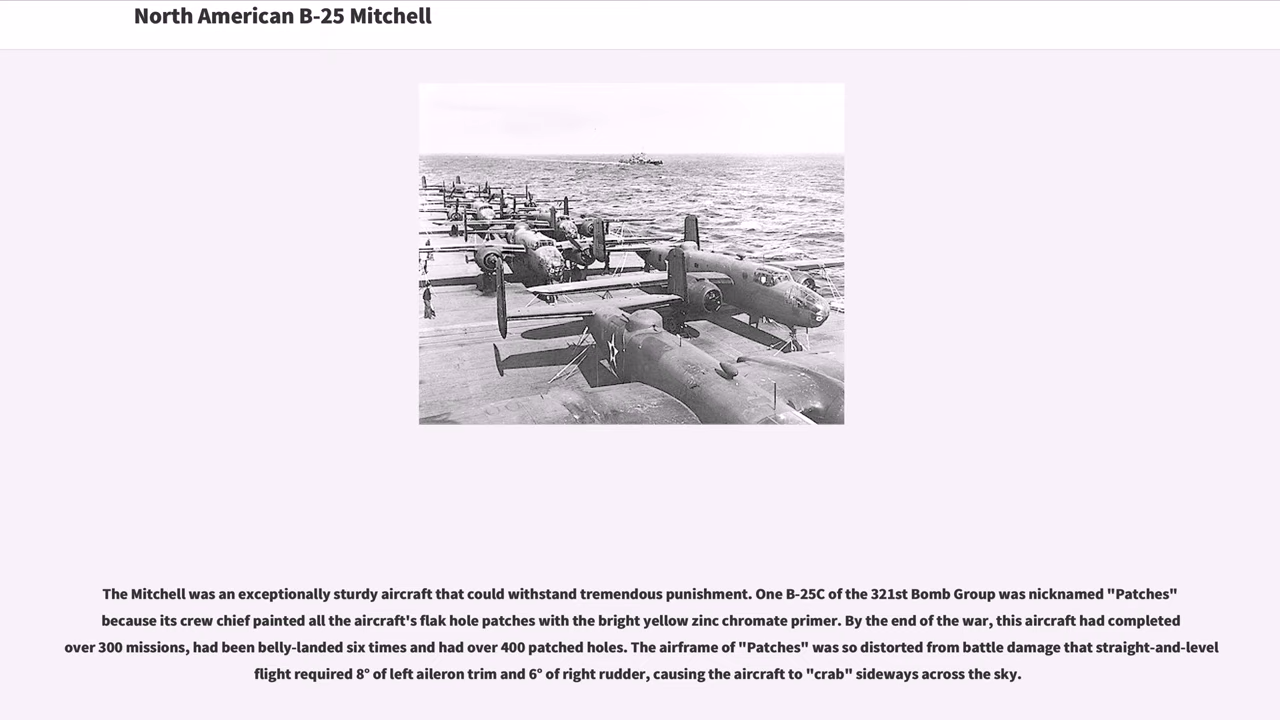 North American B-25 Mitchell
The Mitchell was an exceptionally sturdy aircraft that could withstand tremendous punishment. One B-25C of the 321st Bomb Group was nicknamed "Patches"
because its crew chief painted all the aircraft's flak hole patches with the bright yellow zinc chromate primer. By the end of the war, this aircraft had completed
over 300 missions, had been belly-landed six times and had over 400 patched holes. The airframe of "Patches" was so distorted from battle damage that straight-and-level
flight required 8° of left aileron trim and 6° of right rudder, causing the aircraft to "crab" sideways across the sky.